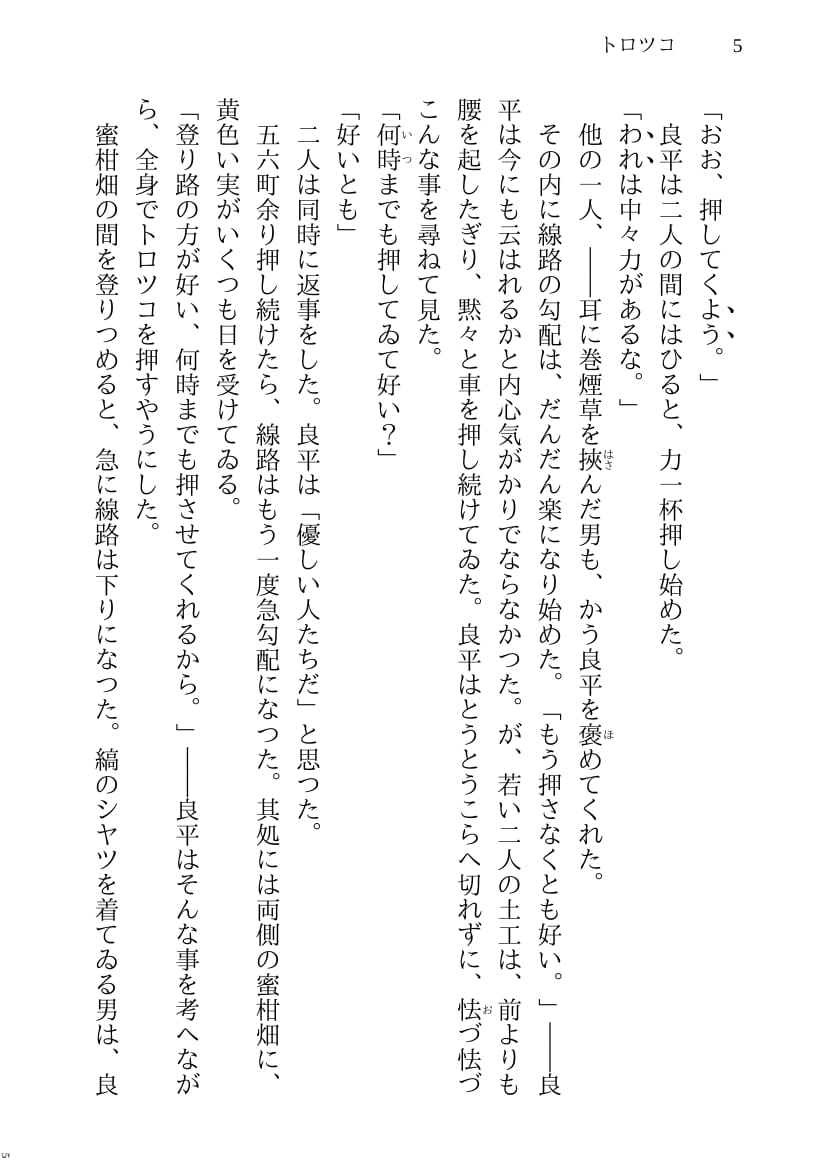 トロツコ 5
「おお、押してくよう。」
良平は二人の間にはひると、力一杯押し始めた。
「われは中々力があるな。」
他の一人、――耳に巻煙草を挾んだ男も、かう良平を褒めてくれた。
その内に線路の勾配は、だんだん楽になり始めた。「もう押さなくとも好い。」――良
平は今にも云はれるかと内心気がかりでならなかつた。が、若い二人の土工は、前よりも
腰を起したぎり、黙々と車を押し続けてゐた。良平はとうとうこらへ切れずに、怯づ怯づ
こんな事を尋ねて見た。
「何時までも押してゐて好い？」
「好いとも」
二人は同時に返事をした。良平は「優しい人たちだ」と思つた。
五六町余り押し続けたら、線路はもう一度急勾配になつた。其処には両側の蜜柑畑に、
黄色い実がいくつも日を受けてゐる。
「登り路の方が好い、何時までも押させてくれるから。」――良平はそんな事を考へなが
ら、全身でトロツコを押すやうにした。
蜜柑畑の間を登りつめると、急に線路は下りになつた。縞のシヤツを着てゐる男は、良
5